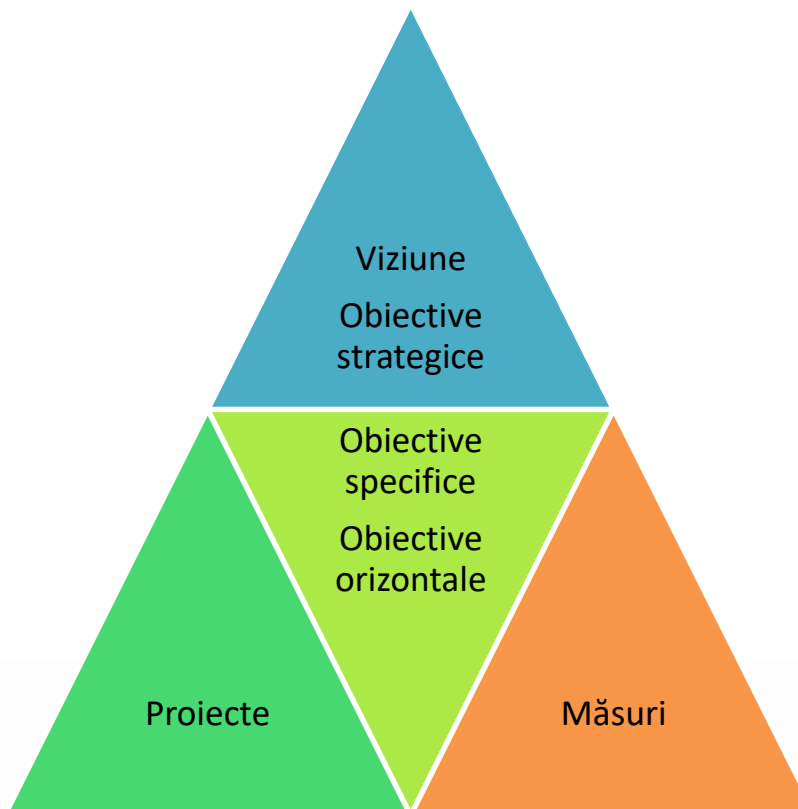 Viziune
Obiective
strategice
Obiective
specifice
Obiective
orizontale
Proiecte
Măsuri